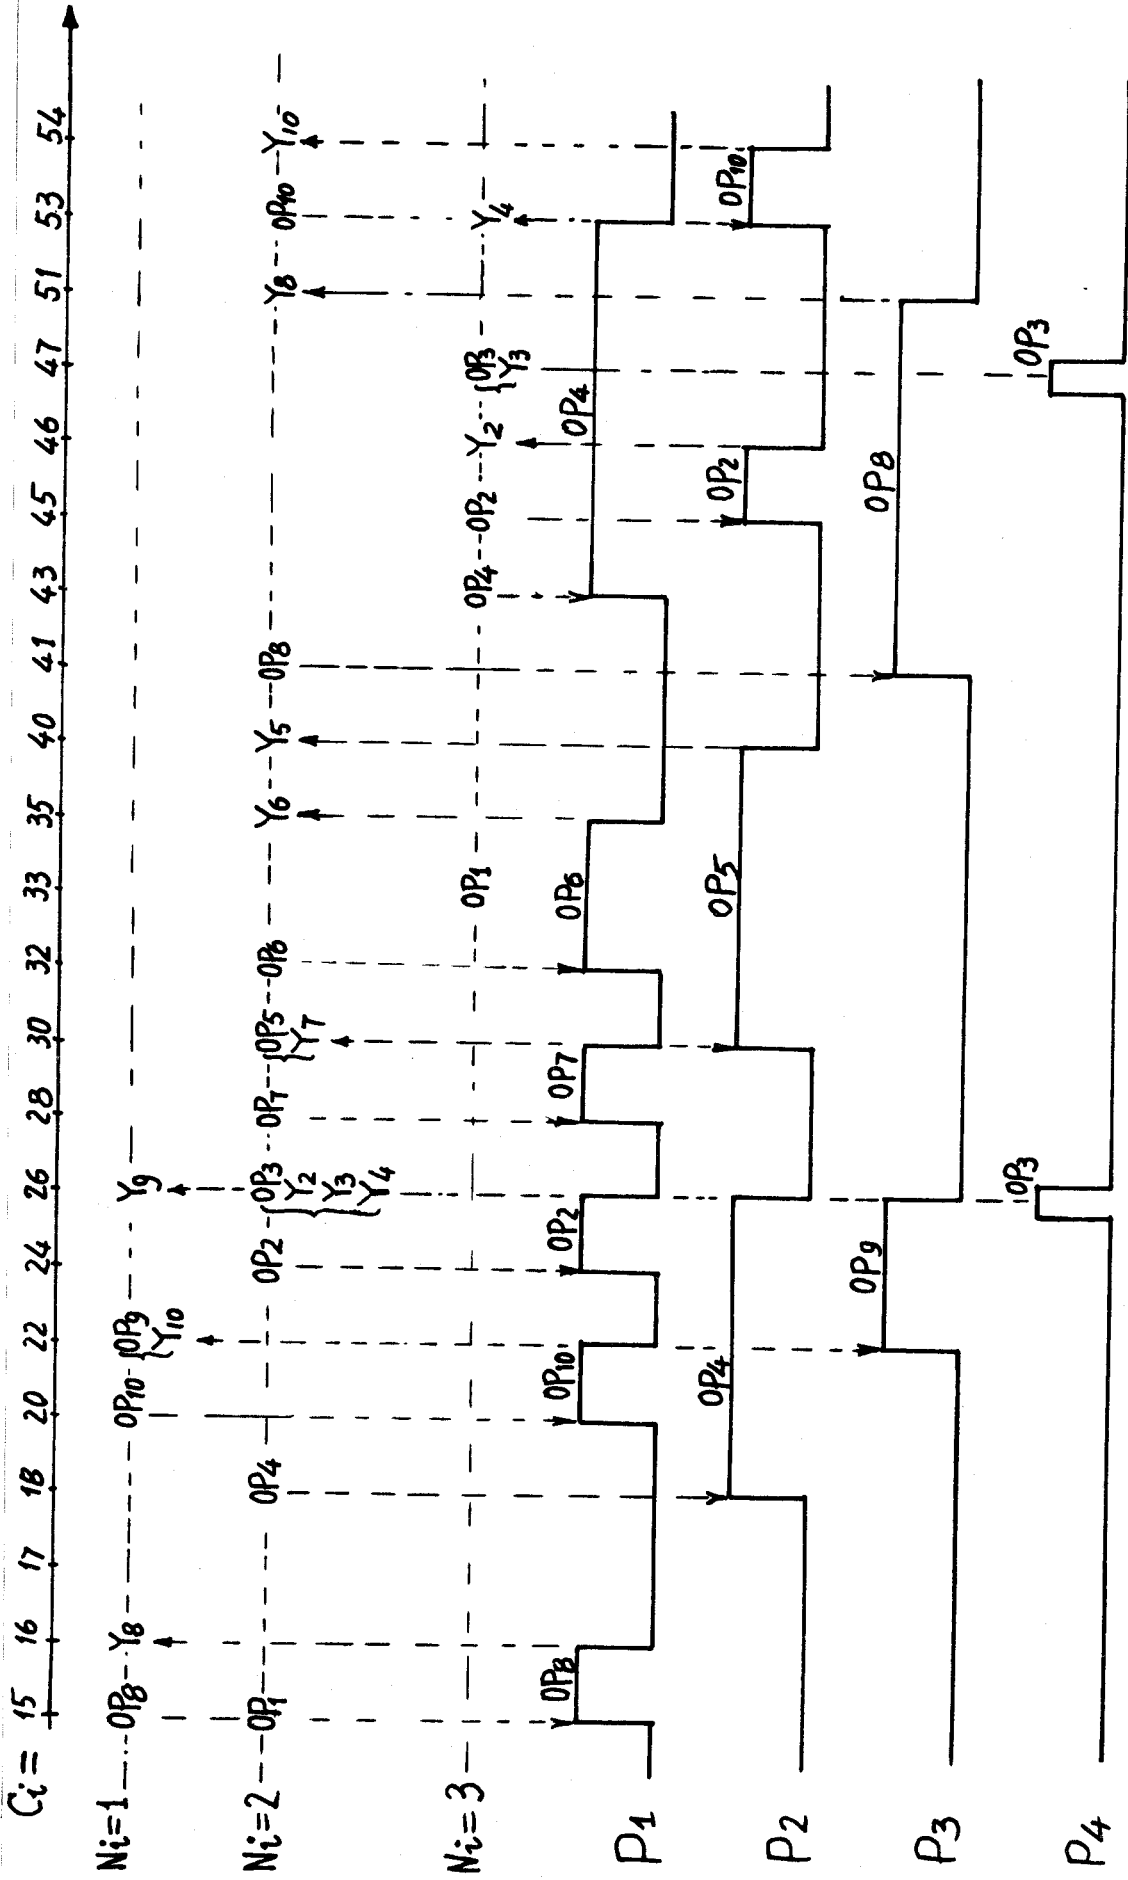 Ci = 15 16 17 18 20 22 24 26 28 30 32 33 35 40 41 43 45 46 47 51 53 54
Ni=1 OP8 Y8 OP10 {OP9 Y9
Y10
Ni=2 OP1 OP4 OP2 {OP3 OP7 {OP5 OP6 Y6 Y5 OP8 Y8 OP10 Y10
Y2 Y7
Y3
Y4
Ni=3 OP1 OP4 OP2 Y2 {OP3 Y4
Y3
P1 OP8 OP10 OP2 OP7 OP6 OP4
P2 OP4 OP5 OP2 OP10
P3 OP9 OP8
P4 OP3 OP3